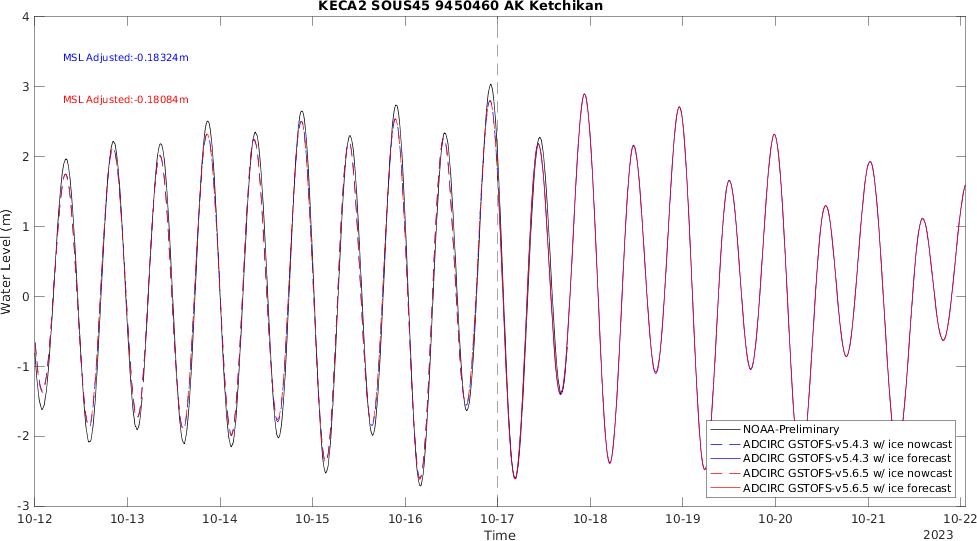 KECA2 SOUS45 9450460 AK Ketchikan
4
MSL Adjusted:-0.18324m
3
MSL Adjusted:-0.18084m
2
1
Water Level (m)
0
-1
-2
NOAA-Preliminary
ADCIRC GSTOFS-v5.4.3 w/ ice nowcast
ADCIRC GSTOFS-v5.4.3 w/ ice forecast
ADCIRC GSTOFS-v5.6.5 w/ ice nowcast
ADCIRC GSTOFS-v5.6.5 w/ ice forecast
-3
10-12 10-13 10-14 10-15 10-16 10-17 10-18 10-19 10-20 10-21 10-22
Time
2023